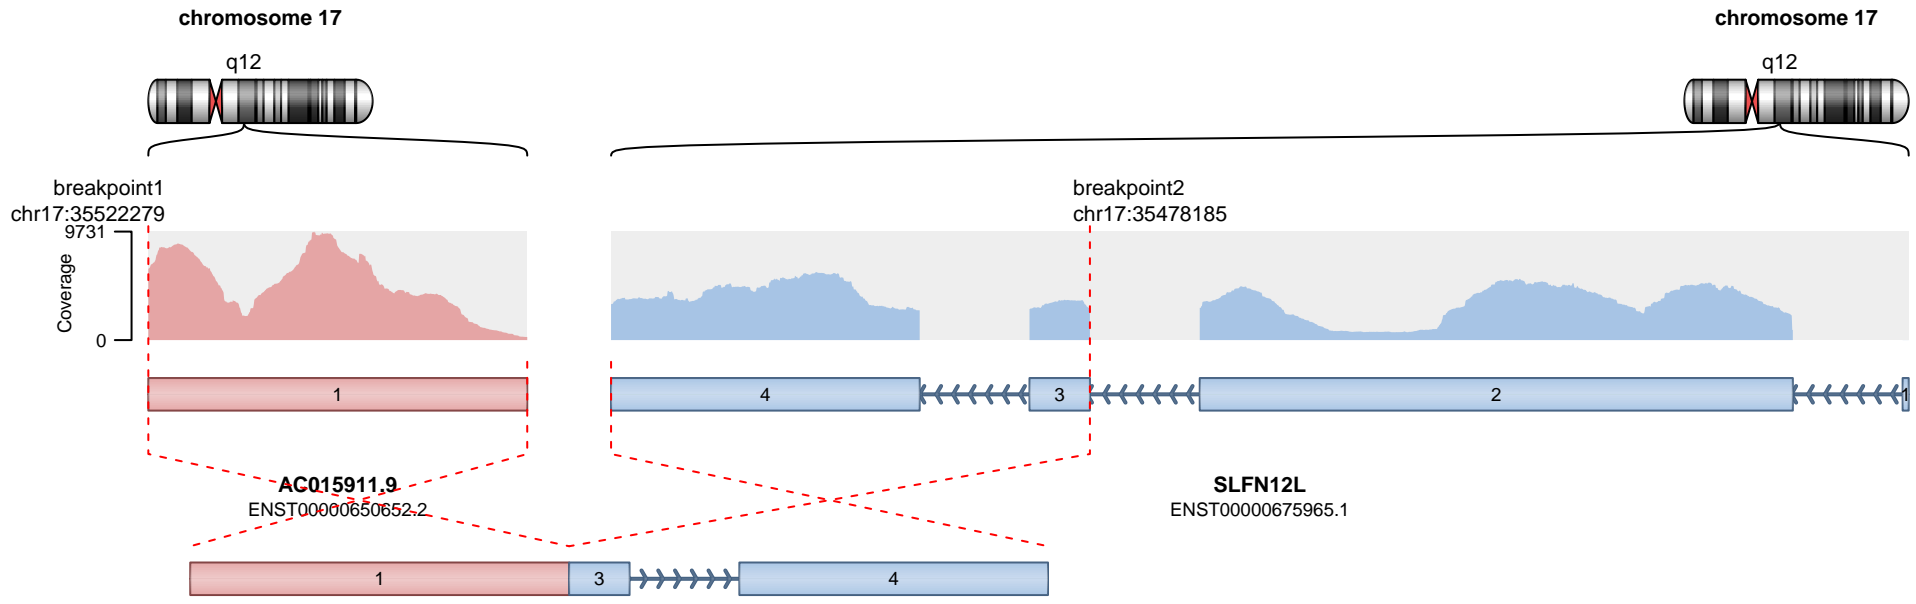 chromosome 17
chromosome 17
q12
q12
breakpoint1
chr17:35522279
breakpoint2
chr17:35478185
9731
Coverage
0
1
4
3
2
1
AC015911.9
ENST00000650652.2
SLFN12L
ENST00000675965.1
1
3
4